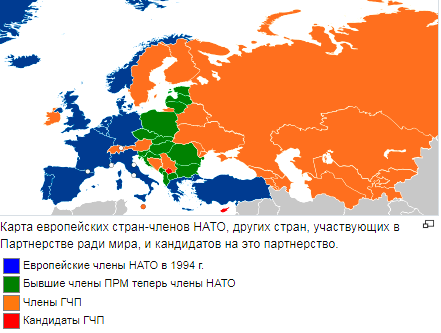 Карта европейских стран-членов НАТО, других стран, участвующих в
Партнерстве ради мира, и кандидатов на это партнерство.
Европейские члены НАТО в 1994 г.
Бывшие члены ПРМ теперь члены НАТО
Члены ГЧП
Кандидаты ГЧП